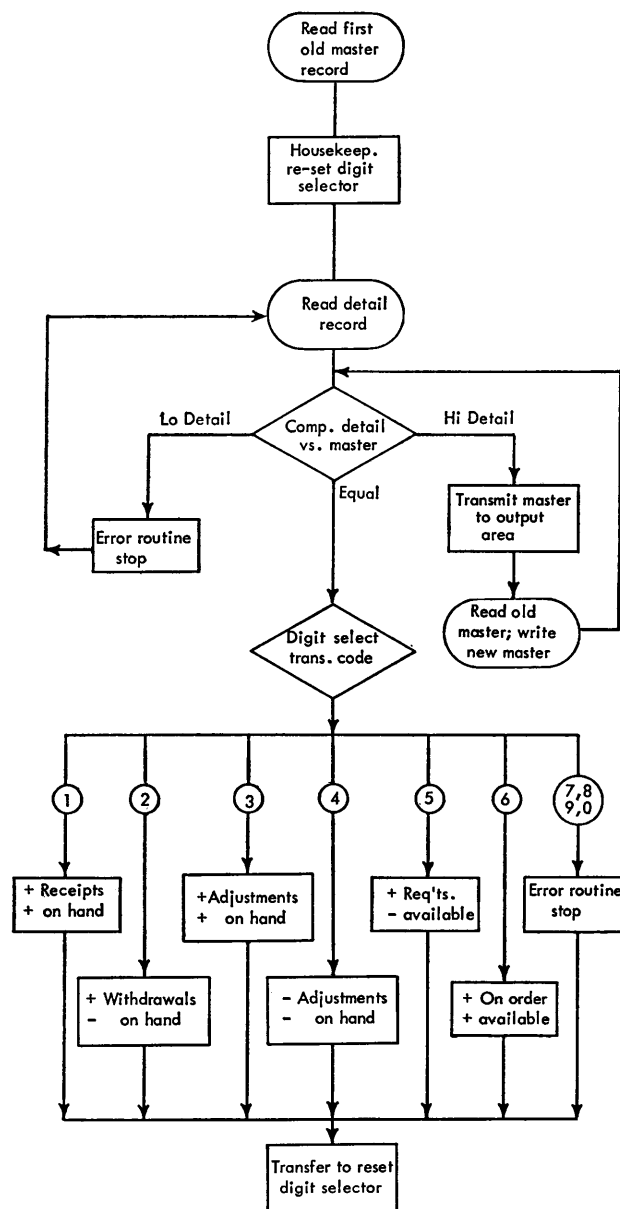 Read first
old master
record
Housekeep.
re-set digit
selector
Read detail
record
Lo Detail
Comp. detail
vs. master
Hi Detail
Equal
Error routine
stop
Transmit master
to output
area
Read old
master; write
new master
Digit select
trans. code
1
2
3
4
5
6
7,8
9,0
+ Receipts
+ on hand
+ Withdrawals
- on hand
+Adjustments
+ on hand
- Adjustments
- on hand
+ Req'ts.
- available
+ On order
+ available
Error routine
stop
Transfer to reset
digit selector